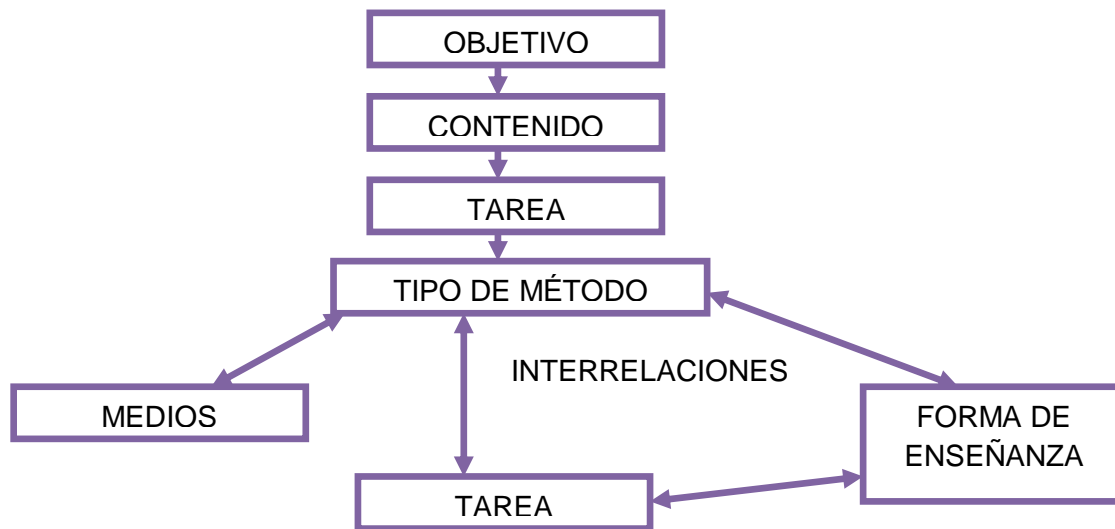 OBJETIVO
CONTENIDO
TAREA
TIPO DE MÉTODO
INTERRELACIONES
MEDIOS
FORMA DE
ENSEÑANZA
TAREA